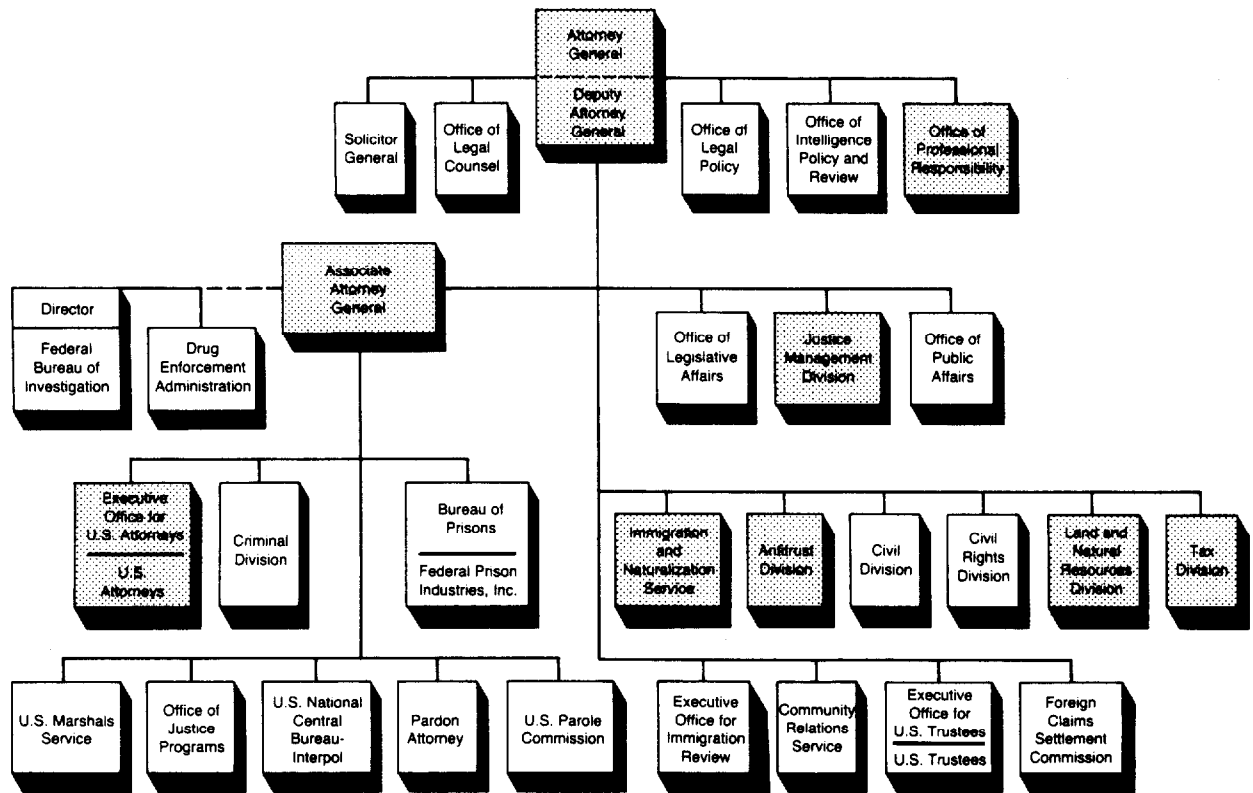 Attorney
General
Deputy
Attorney
General
Solicitor
General
Office of
Legal
Counsel
Office of
Legal
Policy
Office of
Intelligence
Policy and
Review
Office of
Professional
Responsibility
Associate
Attorney
General
Director
Federal
Bureau of
Investigation
Drug
Enforcement
Administration
Office of
Legislative
Affairs
Justice
Management
Division
Office of
Public
Affairs
Executive
Office for
U.S. Attorneys
U.S.
Attorneys
Criminal
Division
Bureau of
Prisons
Federal Prison
Industries, Inc.
Immigration
and
Naturalization
Service
Antitrust
Division
Civil
Division
Civil
Rights
Division
Land and
Natural
Resources
Division
Tax
Division
U.S. Marshals
Service
Office of
Justice
Programs
U.S. National
Central
Bureau-
Interpol
Pardon
Attorney
U.S. Parole
Commission
Executive
Office for
Immigration
Review
Community
Relations
Service
Executive
Office for
U.S. Trustees
U.S. Trustees
Foreign
Claims
Settlement
Commission